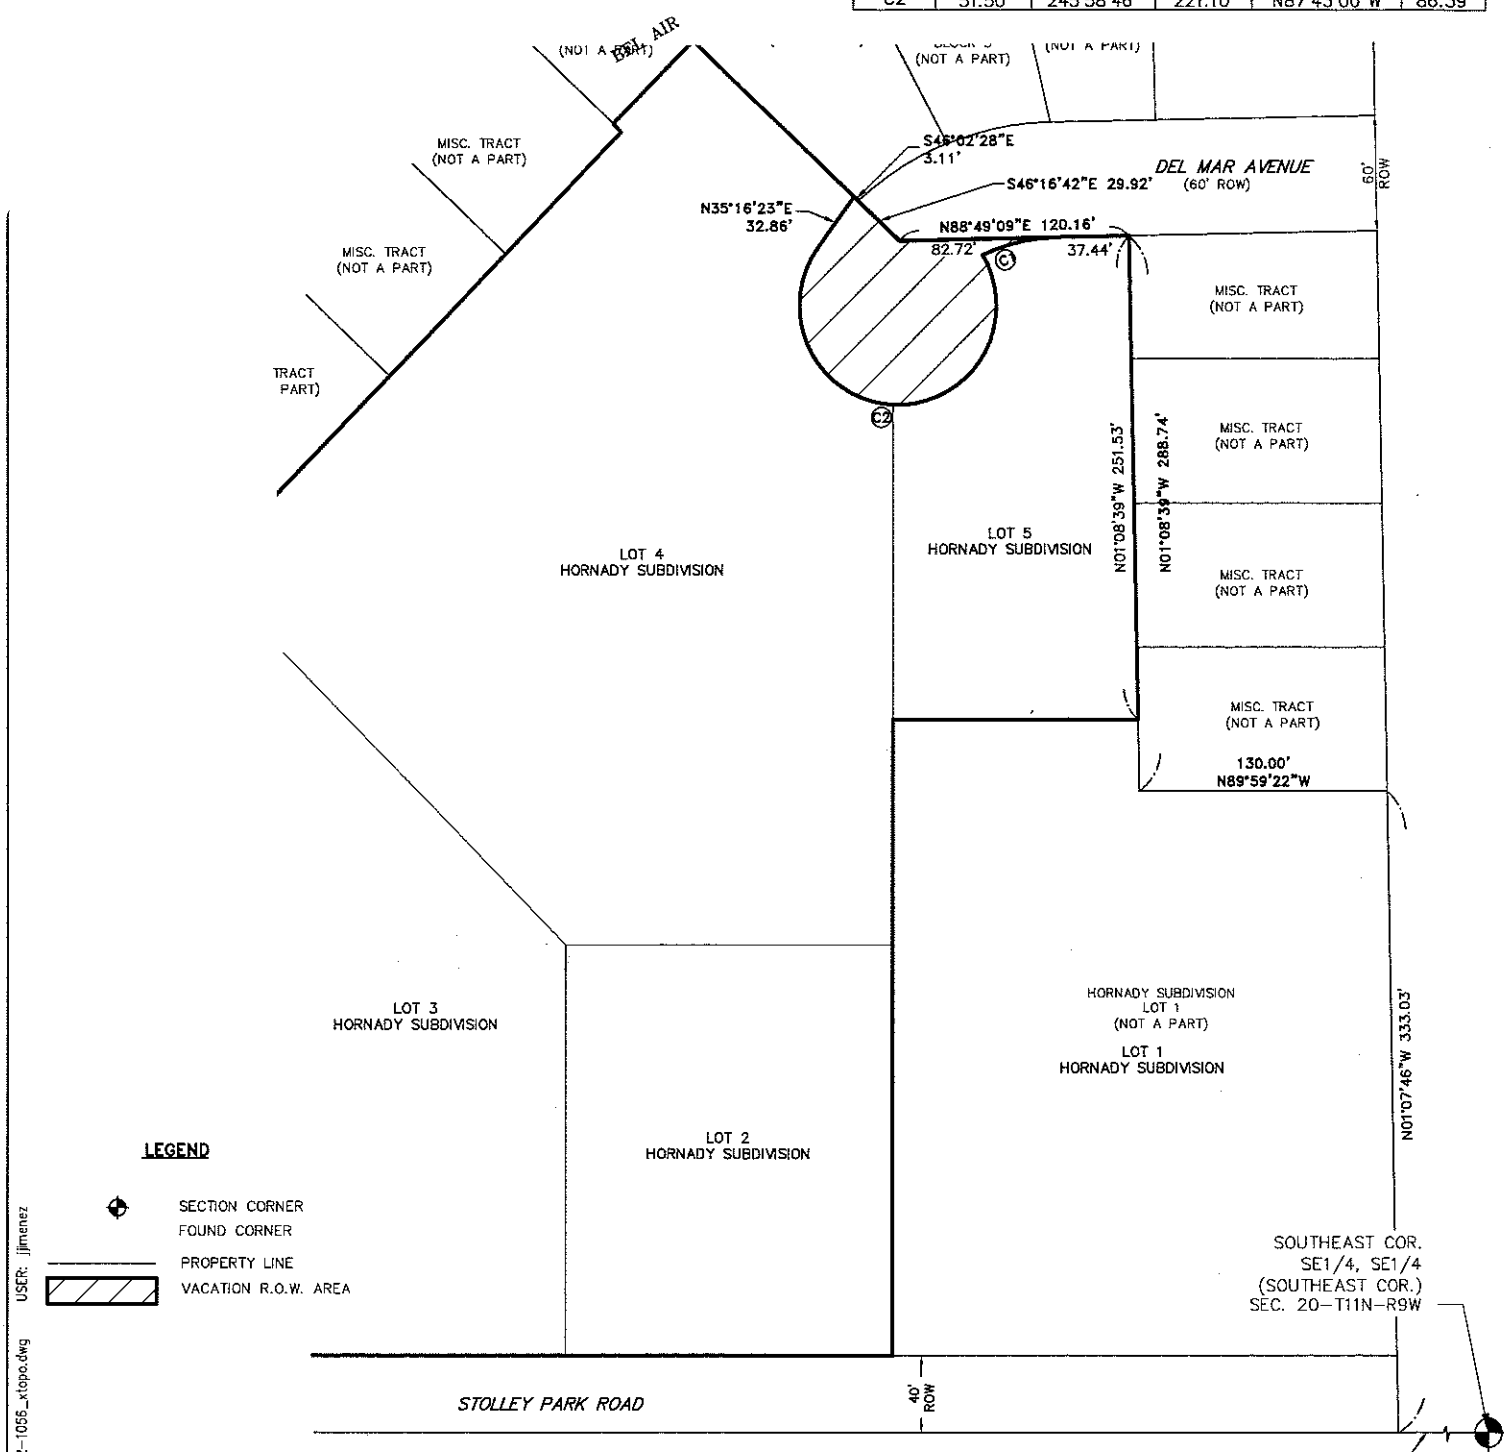 C2 51.50' 245°58'46" 221.10' N87°43'00"W 86.39'
(NOT A PART)
BEL AIR
BLOCK 5
(NOT A PART)
(NOT A PART)
MISC. TRACT
(NOT A PART)
S46°02'28"E
3.11'
DEL MAR AVENUE
(60' ROW)
60'
ROW
S46°16'42"E 29.92'
N35°16'23"E
32.86'
N88°49'09"E 120.16'
82.72'
37.44'
C1
MISC. TRACT
(NOT A PART)
MISC. TRACT
(NOT A PART)
TRACT
PART)
C2
N01°08'39"W 251.53'
N01°08'39"W 288.74'
MISC. TRACT
(NOT A PART)
LOT 4
HORNADY SUBDIVISION
LOT 5
HORNADY SUBDIVISION
MISC. TRACT
(NOT A PART)
MISC. TRACT
(NOT A PART)
130.00'
N89°59'22"W
LOT 3
HORNADY SUBDIVISION
HORNADY SUBDIVISION
LOT 1
(NOT A PART)
LOT 1
HORNADY SUBDIVISION
N01°07'46"W 333.03'
LOT 2
HORNADY SUBDIVISION
LEGEND
SECTION CORNER
FOUND CORNER
PROPERTY LINE
VACATION R.O.W. AREA
SOUTHEAST COR.
SE1/4, SE1/4
(SOUTHEAST COR.)
SEC. 20-T11N-R9W
STOLLEY PARK ROAD
40'
ROW
USER: jjimenez
2-1056_xtopo.dwg